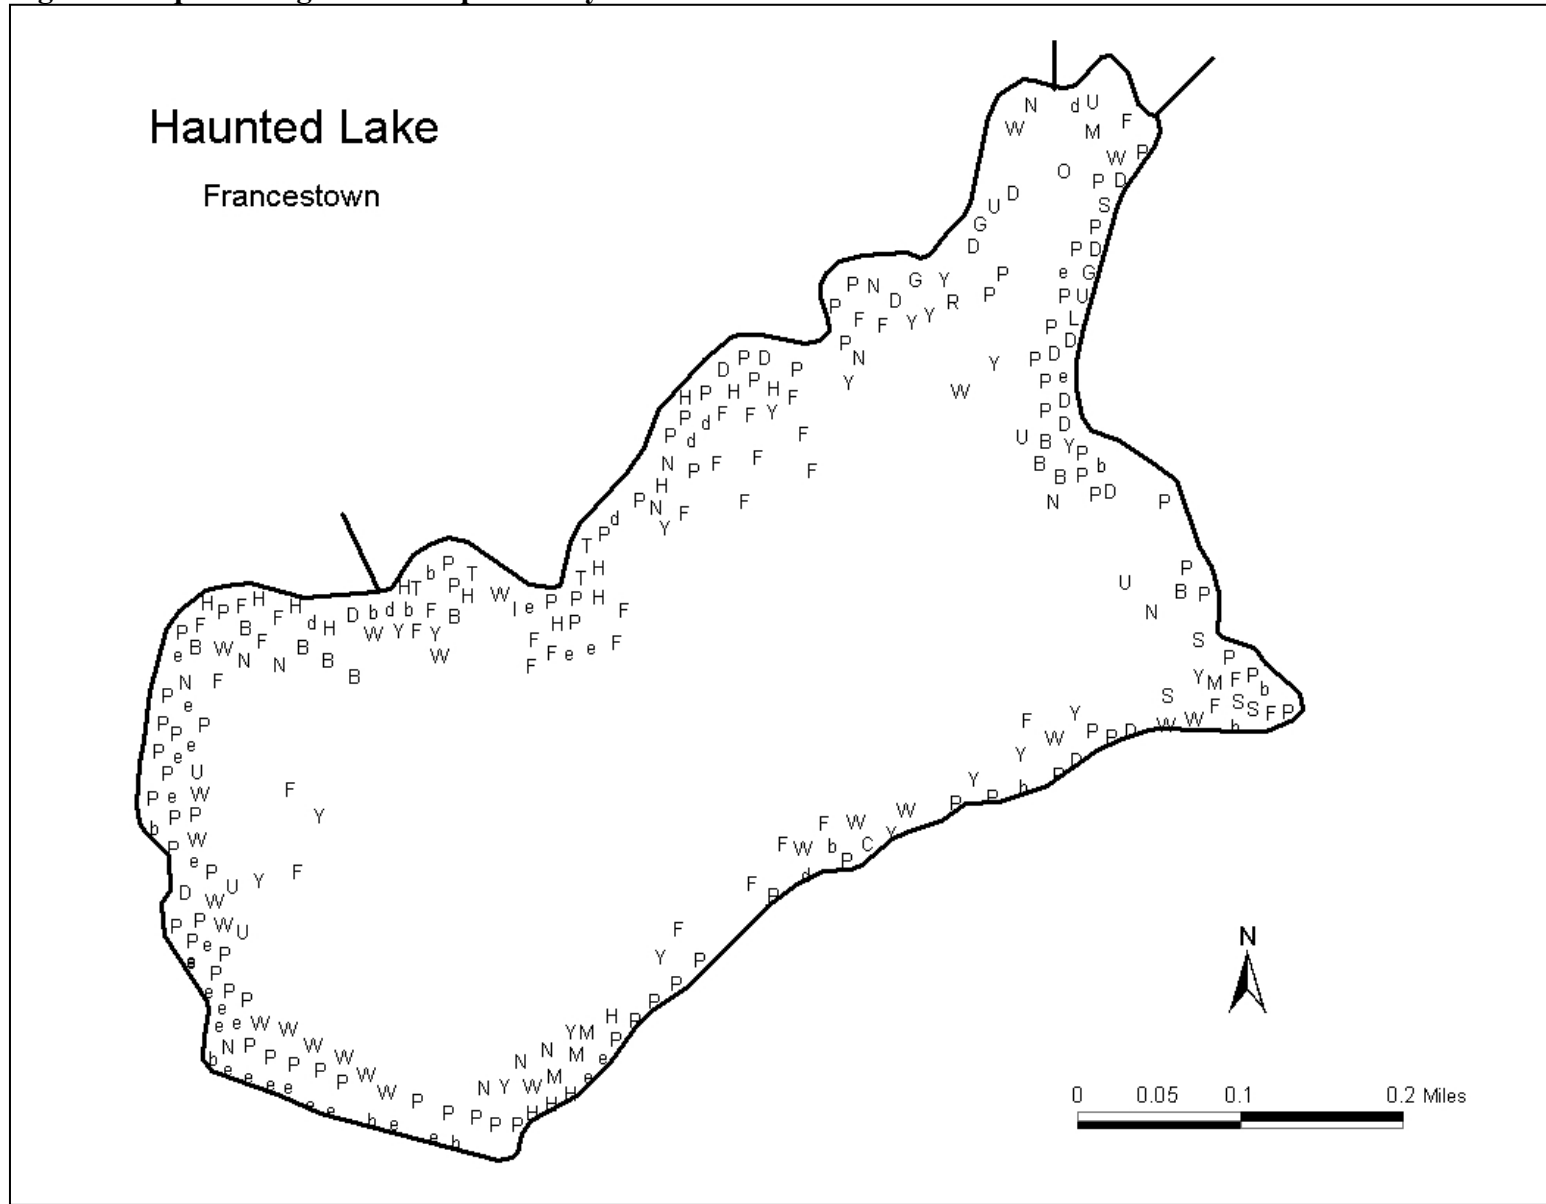 Haunted Lake
Francestown
N d U
W M F
O W P
P D
U D S
G P
D P D
P N G Y P e G
P D R P P U
F F Y Y P L
P N D
D P D P Y P D
H P H P H F Y W P e
P d F F Y P D
P d F U B Y P D
N P F F F B B P b
H P N F F N P D P
Y
T P d
H T b P T T H P
H P F H F H d H D b d b F P H W I e P P H F U B P
P F B F W Y F Y B H P N
e B W N N B B W F F e e F S
P N F B F P
e Y M F P b
P P P S F S S F P
P P e F W Y P P D W W b
P U Y P D
P e W F Y P P b
b P P Y F W W
P W F W b P C Y
e P U Y F F P d
D W
P P W U F
P e P Y P
e P P
e P P P
e e e W W H P
N P P P P W W N N Y M M e P
b e e e e P W W N Y W M e
e e P P P P H H H
b e e b
N
0 0.05 0.1 0.2 Miles